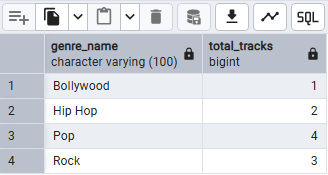 SQL
genre_name total_tracks
character varying (100) bigint
1 Bollywood 1
2 Hip Hop 2
3 Pop 4
4 Rock 3